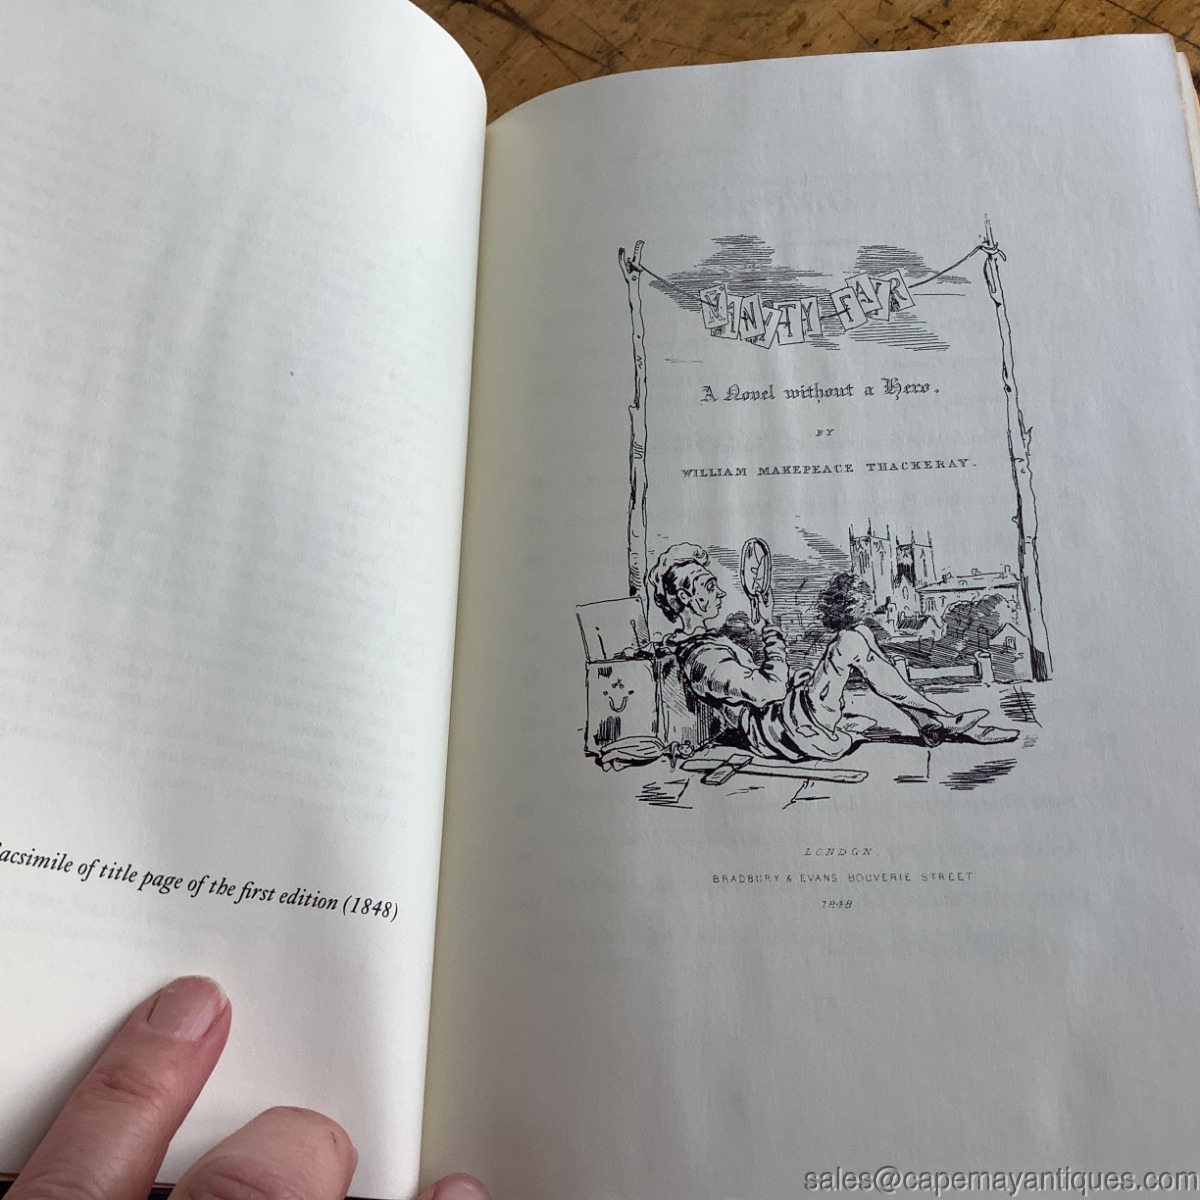 facsimile of title page of the first edition (1848)
VANITY FAIR
A Novel without a Hero.
BY
WILLIAM MAKEPEACE THACKERAY.
LONDON.
BRADBURY & EVANS BOUVERIE STREET
1848
sales@capemayantiques.com